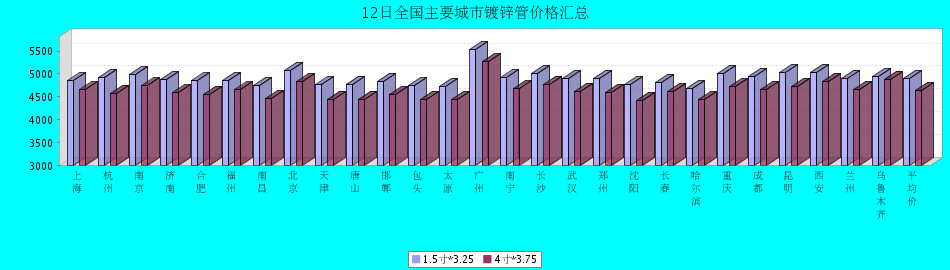 12日全国主要城市镀锌管价格汇总
5500
5000
4500
4000
3500
3000
上海
杭州
南京
济南
合肥
福州
南昌
北京
天津
唐山
邯郸
包头
太原
广州
南宁
长沙
武汉
郑州
沈阳
长春
哈尔滨
重庆
成都
昆明
西安
兰州
乌鲁木齐
平均价
1.5寸*3.25 4寸*3.75